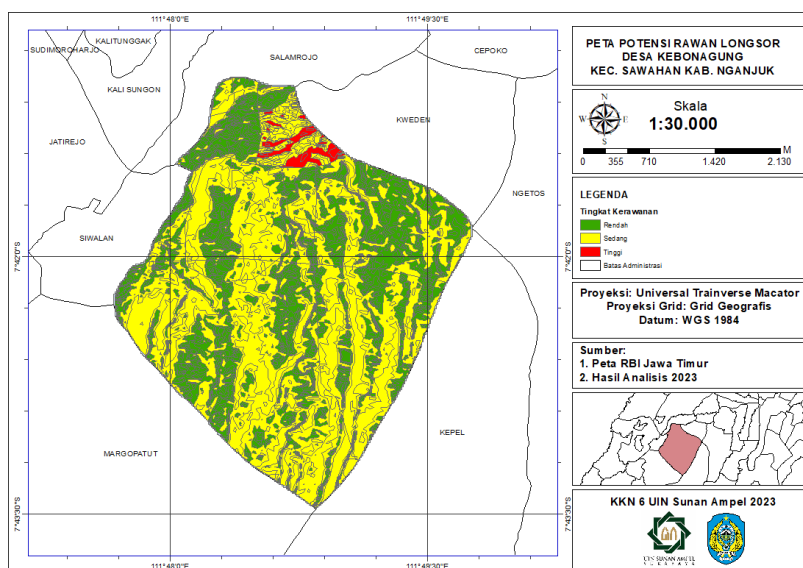 111°48'0"E
111°49'30"E
KALITUNGGAK
SUDIMOROHARJO
SALAMROJO
CEPOKO
KALI SUNGON
KWEDEN
JATIREJO
NGETOS
SIWALAN
7°42'0"S
7°42'0"S
KEPEL
MARGOPATUT
7°43'30"S
7°43'30"S
111°48'0"E
111°49'30"E
PETA POTENSI RAWAN LONGSOR
DESA KEBONAGUNG
KEC. SAWAHAN KAB. NGANJUK
N
W E
S
Skala
1:30.000
M
0 355 710 1.420 2.130
LEGENDA
Tingkat Kerawanan
Rendah
Sedang
Tinggi
Batas Administrasi
Proyeksi: Universal Trainverse Macator
Proyeksi Grid: Grid Geografis
Datum: WGS 1984
Sumber:
1. Peta RBI Jawa Timur
2. Hasil Analisis 2023
KKN 6 UIN Sunan Ampel 2023
UIN SUNAN AMPEL
SURABAYA